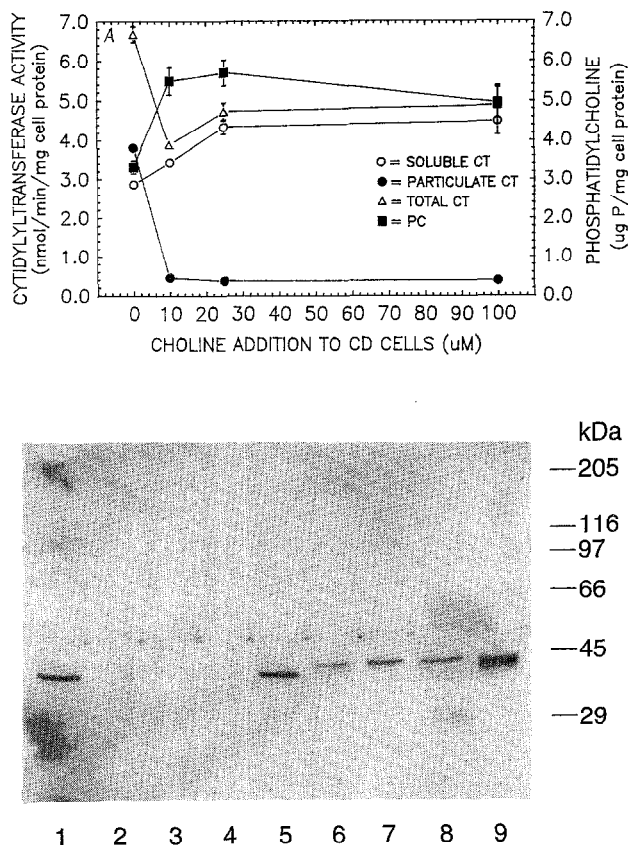 A
7.0
6.0
5.0
4.0
3.0
2.0
1.0
0.0
CYTIDYLYLTRANSFERASE ACTIVITY
(nmol/min/mg cell protein)
7.0
6.0
5.0
4.0
3.0
2.0
1.0
0.0
PHOSPHATIDYLCHOLINE
(ug P/mg cell protein)
O = SOLUBLE CT
● = PARTICULATE CT
△ = TOTAL CT
■ = PC
0 10 20 30 40 50 60 70 80 90 100
CHOLINE ADDITION TO CD CELLS (uM)
kDa
—205
—116
—97
—66
—45
—29
1 2 3 4 5 6 7 8 9